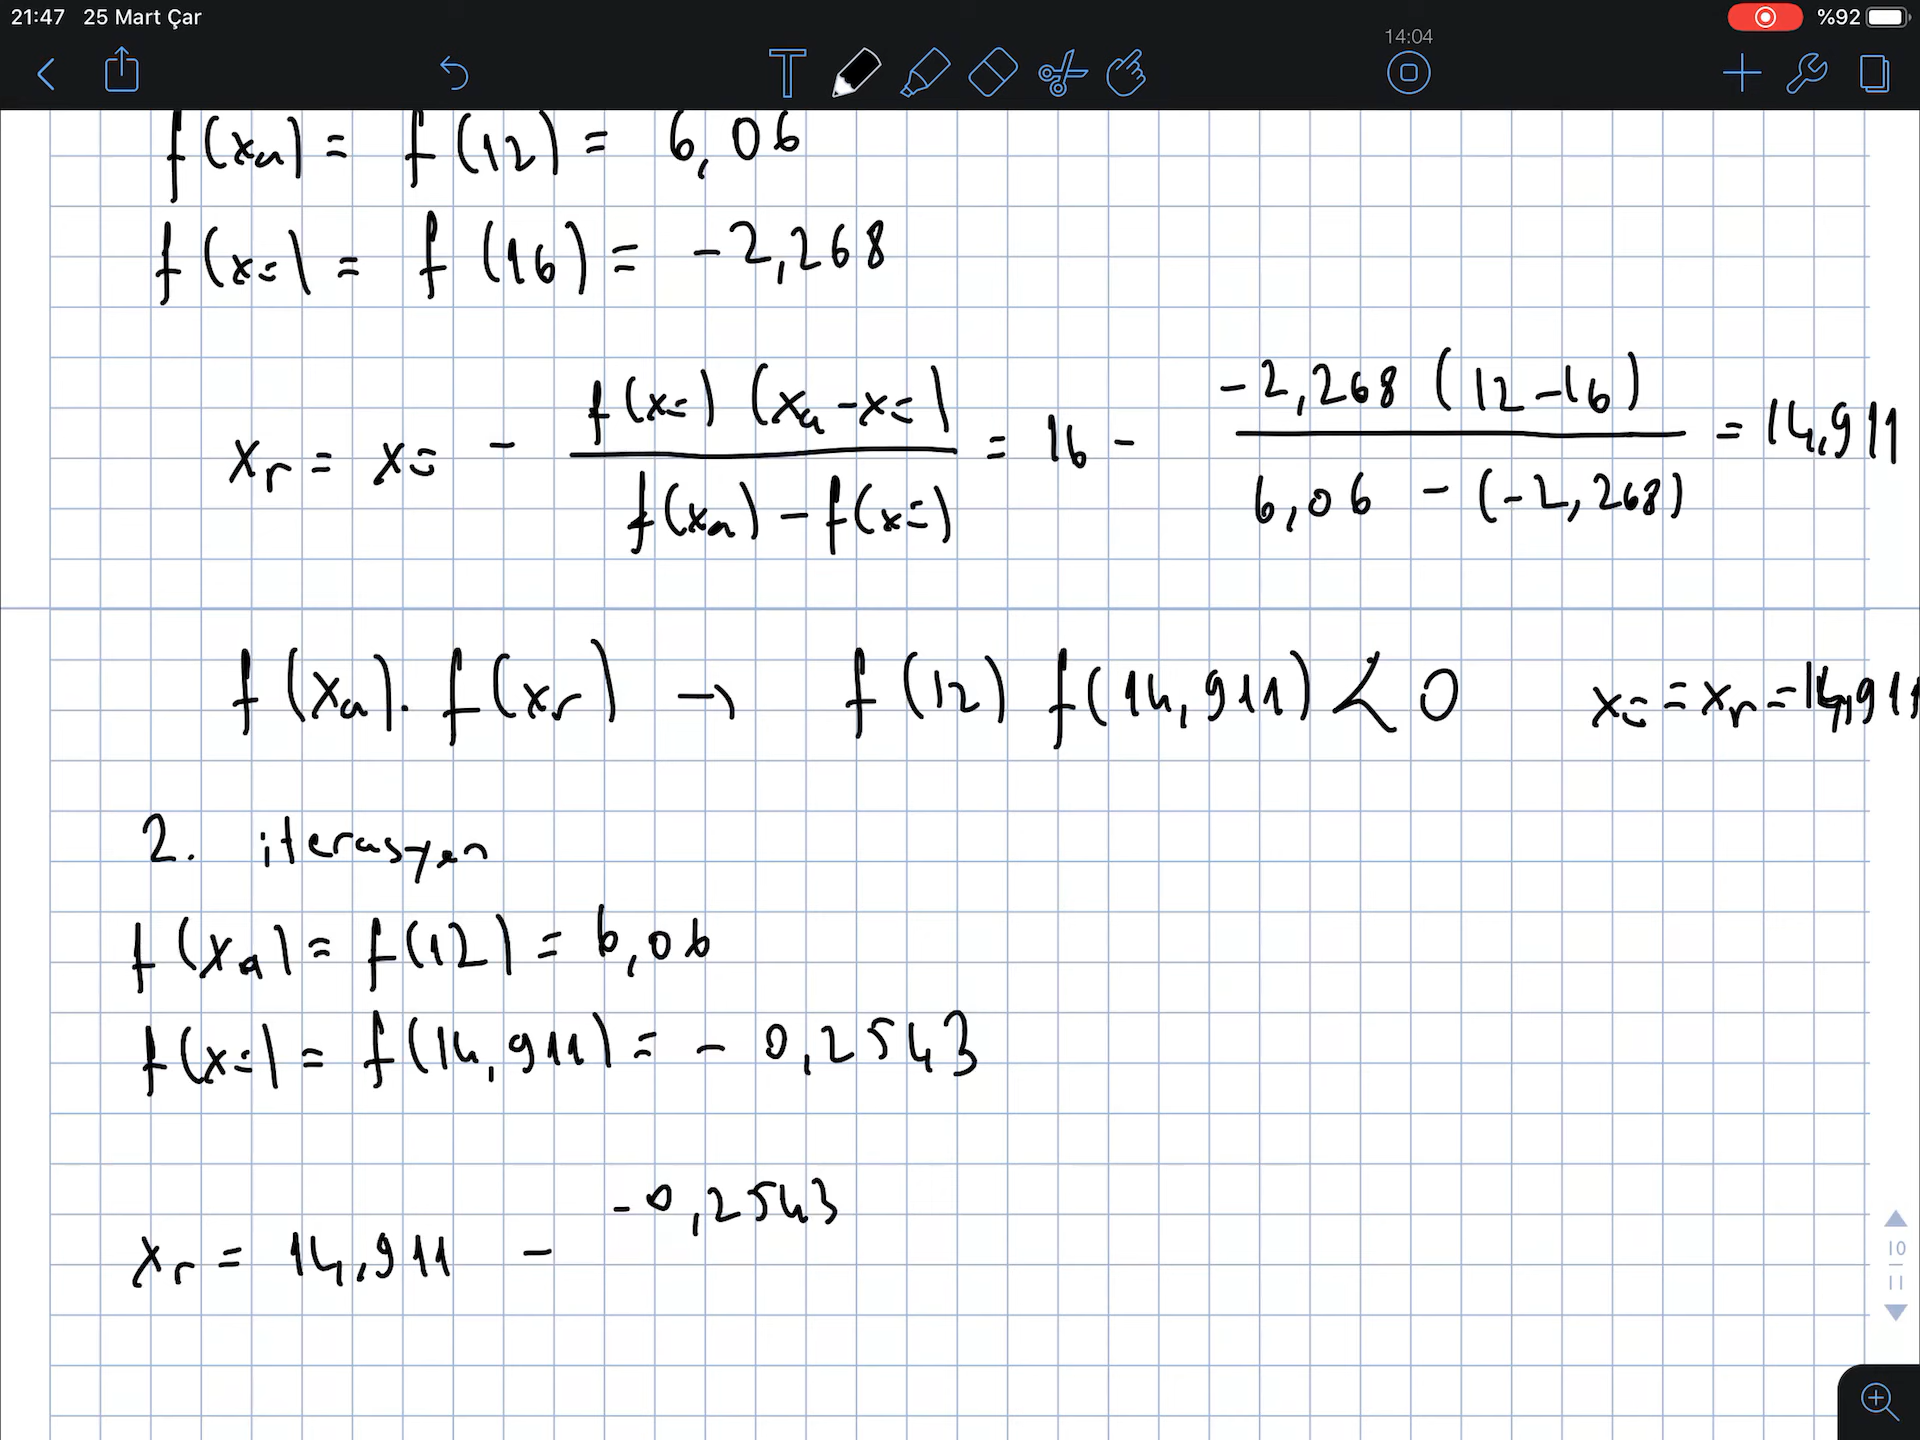 21:47 25 Mart Çar %92
14:04
T
f(xa) = f(12) = 6,06
f(xü) = f(16) = -2,268
xr = xü - f(xü) (xa - xü) / f(xa) - f(xü) = 16 - -2,268 (12-16) / 6,06 - (-2,268) = 14,911
f(xa). f(xr) → f(12) f(14,911) < 0 xü = xr = 14,911
2. iterasyon
f(xa) = f(12) = 6,06
f(xü) = f(14,911) = - 0,2543
xr = 14,911 - -0,2543
10
11